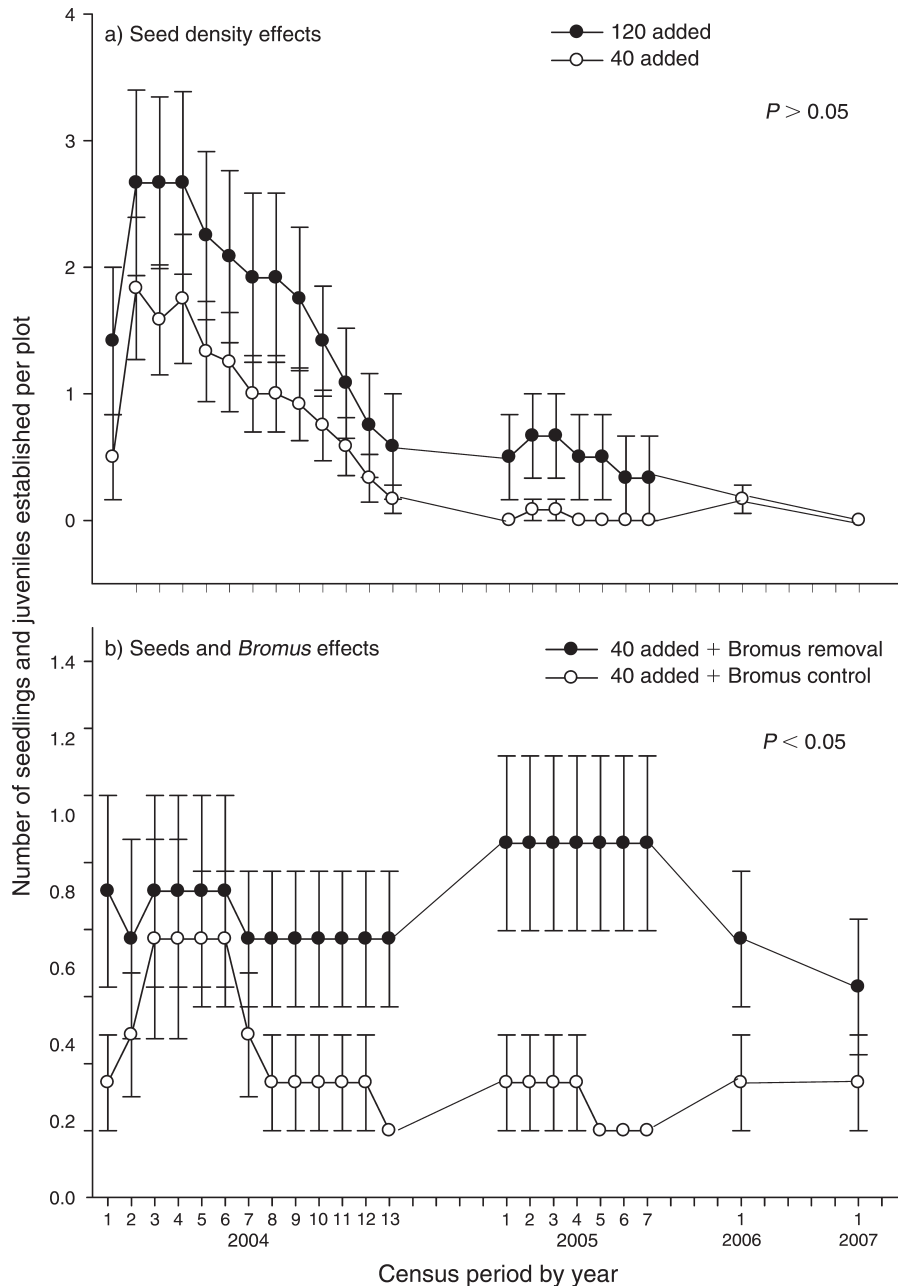 a) Seed density effects
120 added
40 added
P > 0.05
4
3
2
1
0
b) Seeds and Bromus effects
40 added + Bromus removal
40 added + Bromus control
P < 0.05
1.4
1.2
1.0
0.8
0.6
0.4
0.2
0.0
Number of seedlings and juveniles established per plot
1 2 3 4 5 6 7 8 9 10 11 12 13 1 2 3 4 5 6 7 1 1
2004 2005 2006 2007
Census period by year